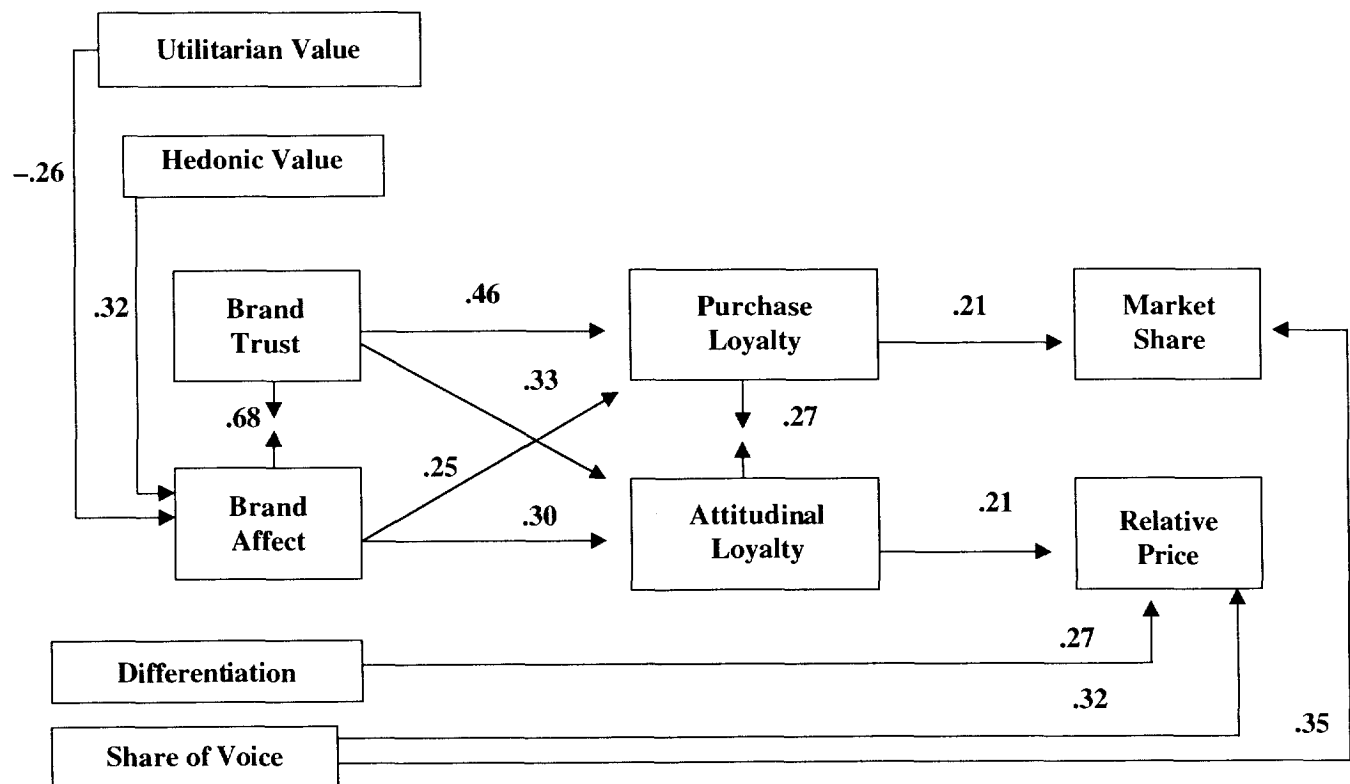 Utilitarian Value
Hedonic Value
–.26
.32
Brand
Trust
.46
Purchase
Loyalty
.21
Market
Share
.33
.68
.27
.25
Brand
Affect
.30
Attitudinal
Loyalty
.21
Relative
Price
.27
Differentiation
.32
.35
Share of Voice